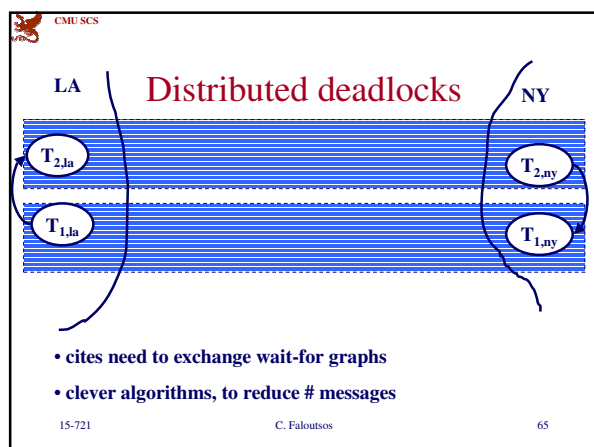 CMU SCS
LA
Distributed deadlocks
NY
T2,la
T2,ny
T1,la
T1,ny
• cites need to exchange wait-for graphs
• clever algorithms, to reduce # messages
15-721
C. Faloutsos
65